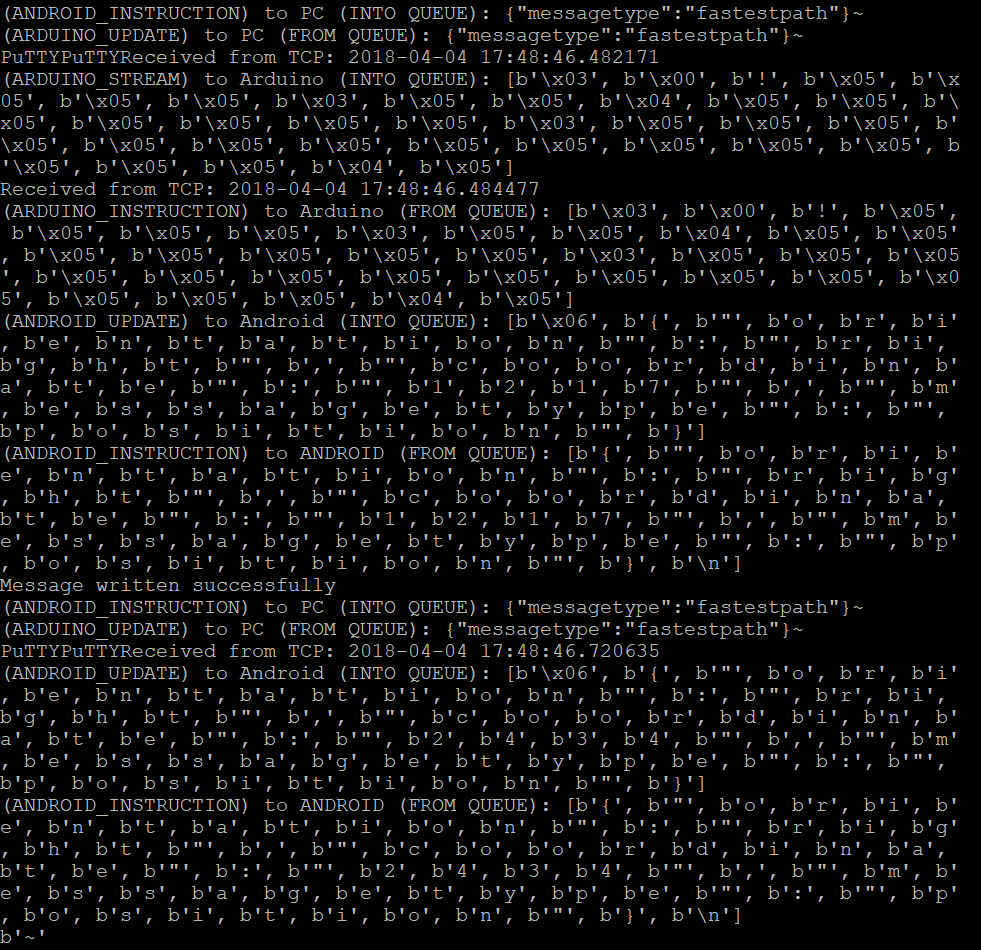 (ANDROID_INSTRUCTION) to PC (INTO QUEUE): {"messagetype":"fastestpath"}~
(ARDUINO_UPDATE) to PC (FROM QUEUE): {"messagetype":"fastestpath"}~
PuTTYPuTTYReceived from TCP: 2018-04-04 17:48:46.482171
(ARDUINO_STREAM) to Arduino (INTO QUEUE): [b'\x03', b'\x00', b'!', b'\x05', b'\x
05', b'\x05', b'\x05', b'\x03', b'\x05', b'\x05', b'\x04', b'\x05', b'\x05', b'\
x05', b'\x05', b'\x05', b'\x05', b'\x05', b'\x03', b'\x05', b'\x05', b'\x05', b'
\x05', b'\x05', b'\x05', b'\x05', b'\x05', b'\x05', b'\x05', b'\x05', b'\x05', b
'\x05', b'\x05', b'\x05', b'\x04', b'\x05']
Received from TCP: 2018-04-04 17:48:46.484477
(ARDUINO_INSTRUCTION) to Arduino (FROM QUEUE): [b'\x03', b'\x00', b'!', b'\x05',
 b'\x05', b'\x05', b'\x05', b'\x03', b'\x05', b'\x05', b'\x04', b'\x05', b'\x05'
, b'\x05', b'\x05', b'\x05', b'\x05', b'\x05', b'\x03', b'\x05', b'\x05', b'\x05
', b'\x05', b'\x05', b'\x05', b'\x05', b'\x05', b'\x05', b'\x05', b'\x05', b'\x0
5', b'\x05', b'\x05', b'\x05', b'\x04', b'\x05']
(ANDROID_UPDATE) to Android (INTO QUEUE): [b'\x06', b'{', b'"', b'o', b'r', b'i'
, b'e', b'n', b't', b'a', b't', b'i', b'o', b'n', b'"', b':', b'"', b'r', b'i',
b'g', b'h', b't', b'"', b',', b'"', b'c', b'o', b'o', b'r', b'd', b'i', b'n', b'
a', b't', b'e', b'"', b':', b'"', b'1', b'2', b'1', b'7', b'"', b',', b'"', b'm'
, b'e', b's', b's', b'a', b'g', b'e', b't', b'y', b'p', b'e', b'"', b':', b'"',
b'p', b'o', b's', b'i', b't', b'i', b'o', b'n', b'"', b'}']
(ANDROID_INSTRUCTION) to ANDROID (FROM QUEUE): [b'{', b'"', b'o', b'r', b'i', b'
e', b'n', b't', b'a', b't', b'i', b'o', b'n', b'"', b':', b'"', b'r', b'i', b'g'
, b'h', b't', b'"', b',', b'"', b'c', b'o', b'o', b'r', b'd', b'i', b'n', b'a',
b't', b'e', b'"', b':', b'"', b'1', b'2', b'1', b'7', b'"', b',', b'"', b'm', b'
e', b's', b's', b'a', b'g', b'e', b't', b'y', b'p', b'e', b'"', b':', b'"', b'p'
, b'o', b's', b'i', b't', b'i', b'o', b'n', b'"', b'}', b'\n']
Message written successfully
(ANDROID_INSTRUCTION) to PC (INTO QUEUE): {"messagetype":"fastestpath"}~
(ARDUINO_UPDATE) to PC (FROM QUEUE): {"messagetype":"fastestpath"}~
PuTTYPuTTYReceived from TCP: 2018-04-04 17:48:46.720635
(ANDROID_UPDATE) to Android (INTO QUEUE): [b'\x06', b'{', b'"', b'o', b'r', b'i'
, b'e', b'n', b't', b'a', b't', b'i', b'o', b'n', b'"', b':', b'"', b'r', b'i',
b'g', b'h', b't', b'"', b',', b'"', b'c', b'o', b'o', b'r', b'd', b'i', b'n', b'
a', b't', b'e', b'"', b':', b'"', b'2', b'4', b'3', b'4', b'"', b',', b'"', b'm'
, b'e', b's', b's', b'a', b'g', b'e', b't', b'y', b'p', b'e', b'"', b':', b'"',
b'p', b'o', b's', b'i', b't', b'i', b'o', b'n', b'"', b'}']
(ANDROID_INSTRUCTION) to ANDROID (FROM QUEUE): [b'{', b'"', b'o', b'r', b'i', b'
e', b'n', b't', b'a', b't', b'i', b'o', b'n', b'"', b':', b'"', b'r', b'i', b'g'
, b'h', b't', b'"', b',', b'"', b'c', b'o', b'o', b'r', b'd', b'i', b'n', b'a',
b't', b'e', b'"', b':', b'"', b'2', b'4', b'3', b'4', b'"', b',', b'"', b'm', b'
e', b's', b's', b'a', b'g', b'e', b't', b'y', b'p', b'e', b'"', b':', b'"', b'p'
, b'o', b's', b'i', b't', b'i', b'o', b'n', b'"', b'}', b'\n']
b'~'